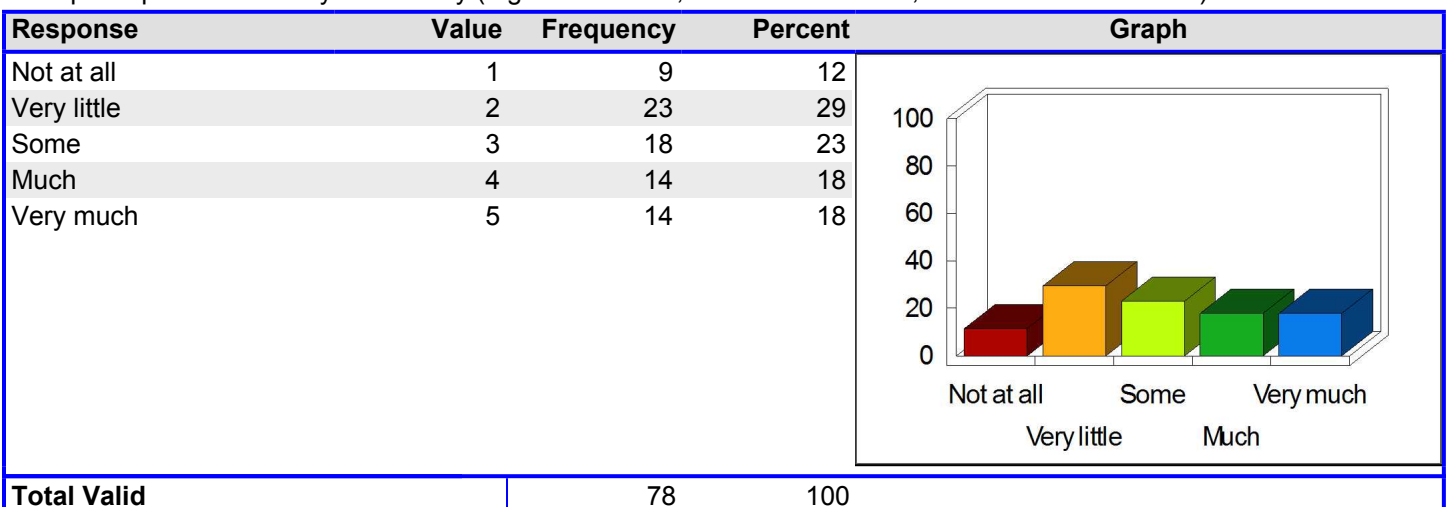 Response Value Frequency Percent Graph
Not at all 1 9 12
Very little 2 23 29
Some 3 18 23
Much 4 14 18
Very much 5 14 18
100
80
60
40
20
0
Not at all Some Very much
Very little Much
Total Valid 78 100